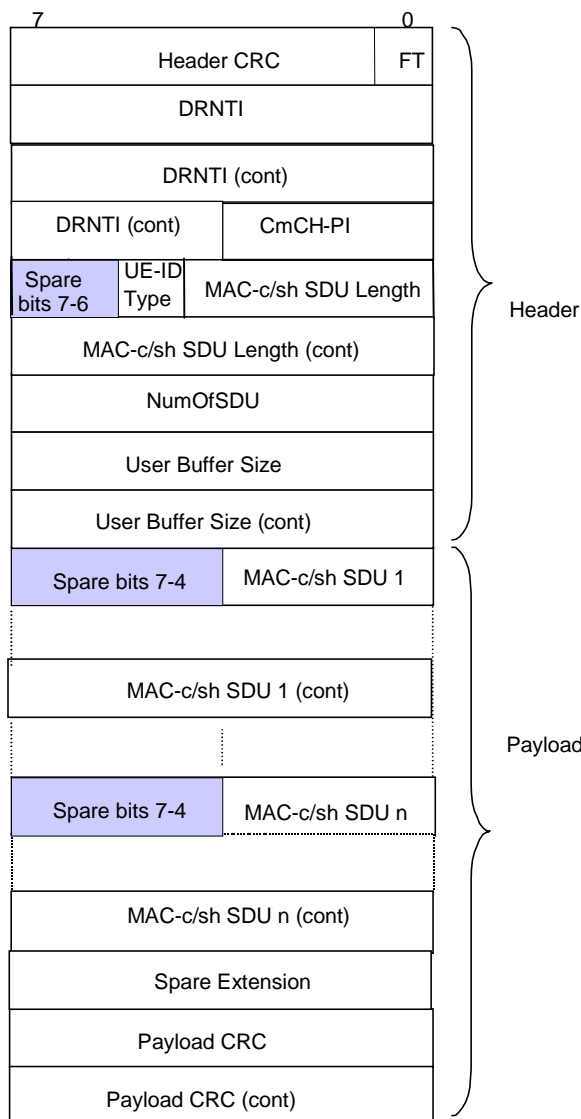 7 0
Header CRC FT
DRNTI
DRNTI (cont)
DRNTI (cont) CmCH-PI
Spare bits 7-6 UE-ID Type MAC-c/sh SDU Length
Header
MAC-c/sh SDU Length (cont)
NumOfSDU
User Buffer Size
User Buffer Size (cont)
Spare bits 7-4 MAC-c/sh SDU 1
MAC-c/sh SDU 1 (cont)
Payload
Spare bits 7-4 MAC-c/sh SDU n
MAC-c/sh SDU n (cont)
Spare Extension
Payload CRC
Payload CRC (cont)